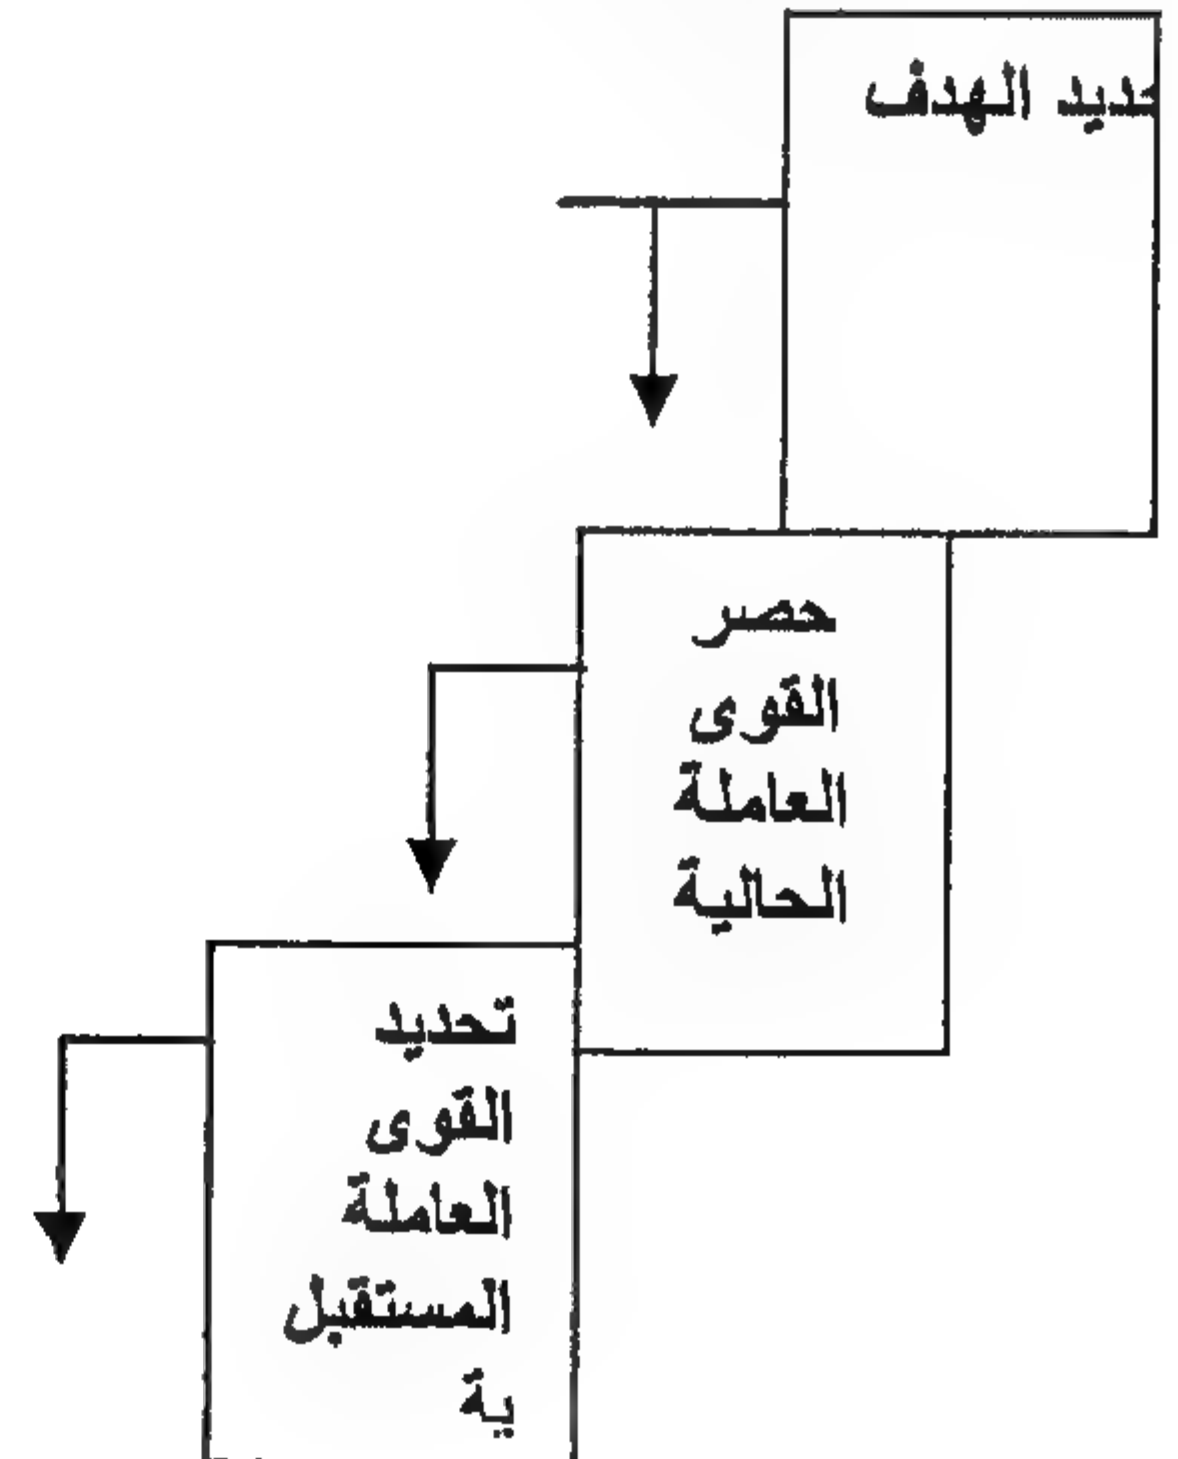 حديد الهدف
حصر
القوى
العاملة
الحالية
تحديد
القوى
العاملة
المستقبل
ية